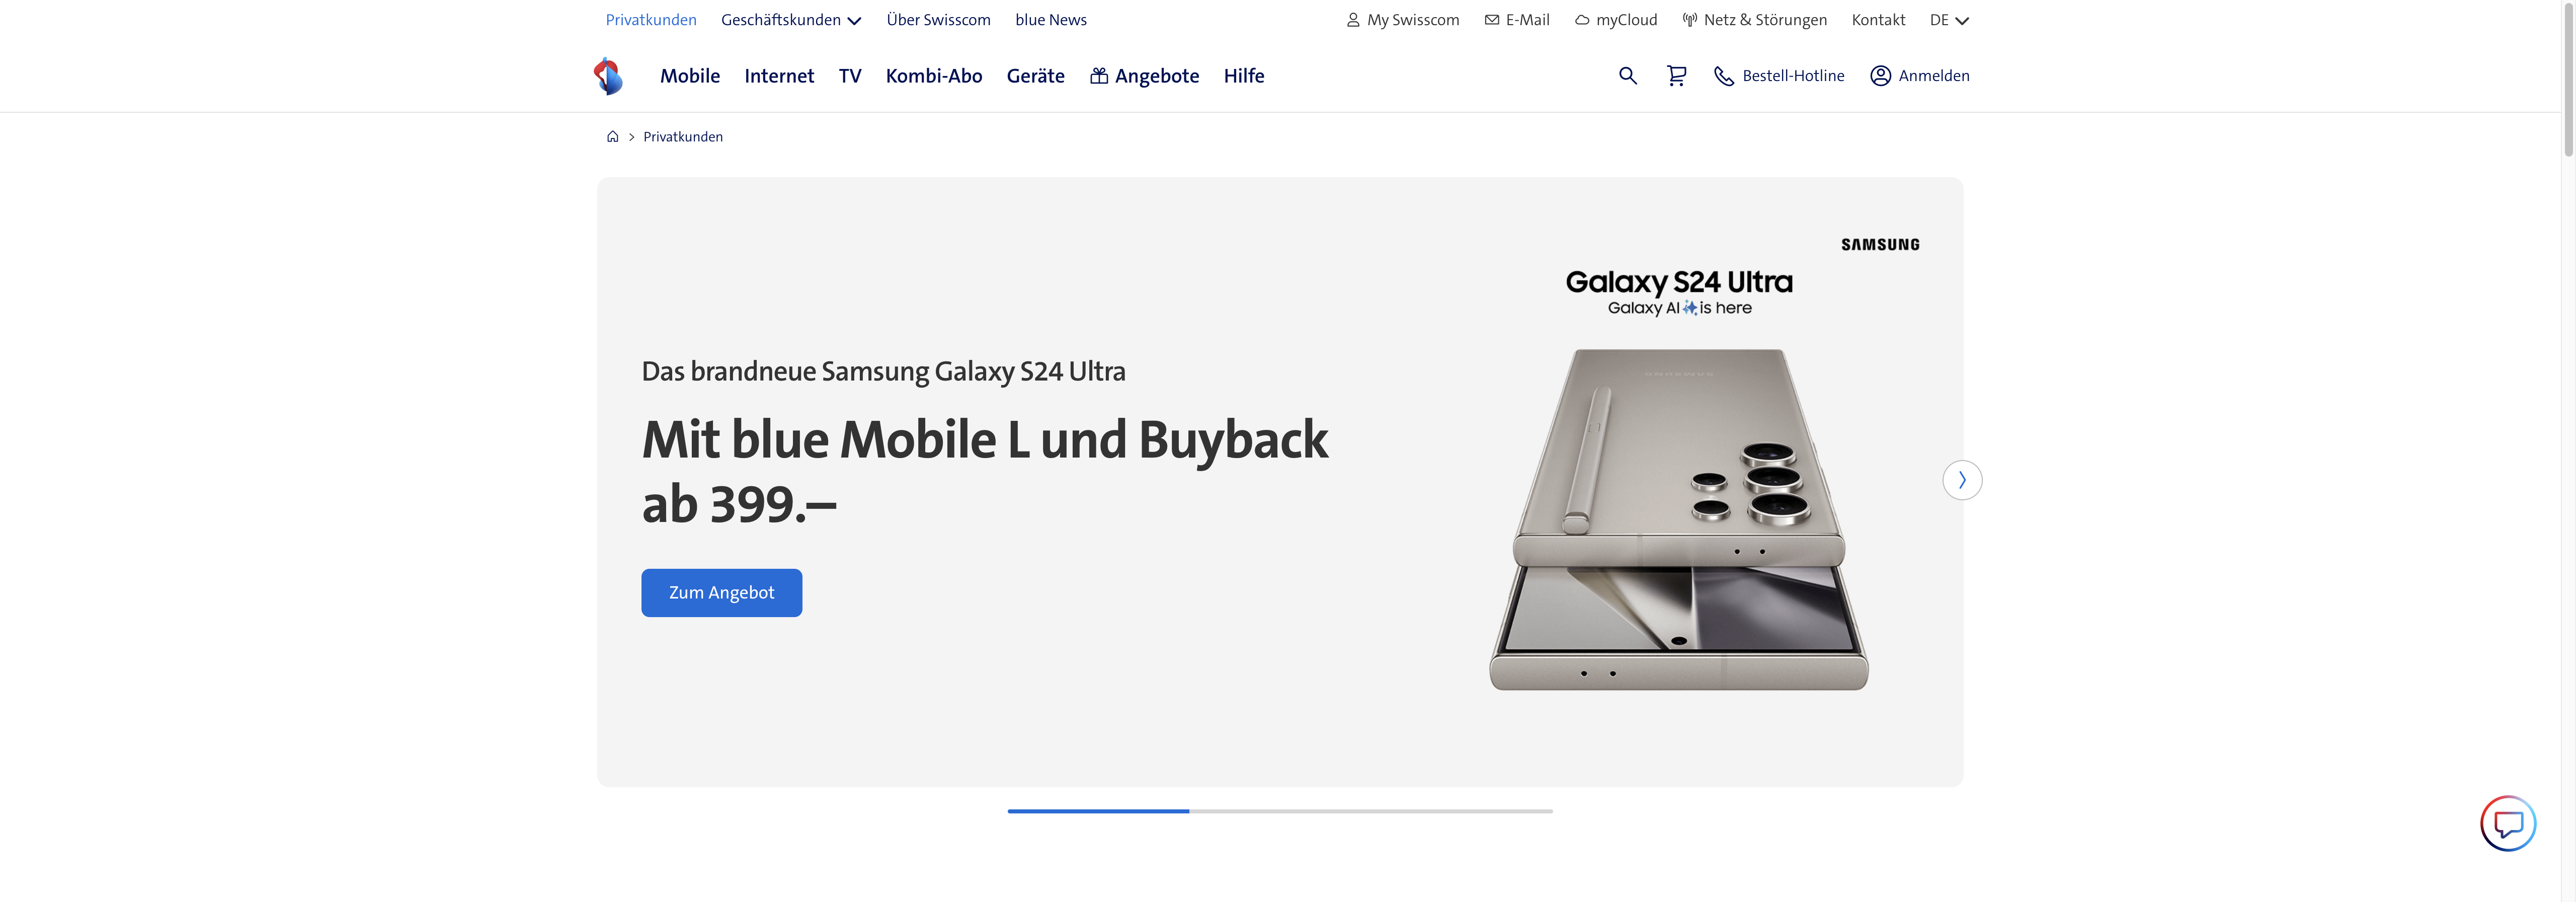 Privatkunden Geschäftskunden Über Swisscom blue News My Swisscom E-Mail myCloud Netz & Störungen Kontakt DE
Mobile Internet TV Kombi-Abo Geräte Angebote Hilfe Bestell-Hotline Anmelden
Privatkunden
SAMSUNG
Galaxy S24 Ultra
Galaxy AI is here
Das brandneue Samsung Galaxy S24 Ultra
Mit blue Mobile L und Buyback
ab 399.–
Zum Angebot
SAMSUNG